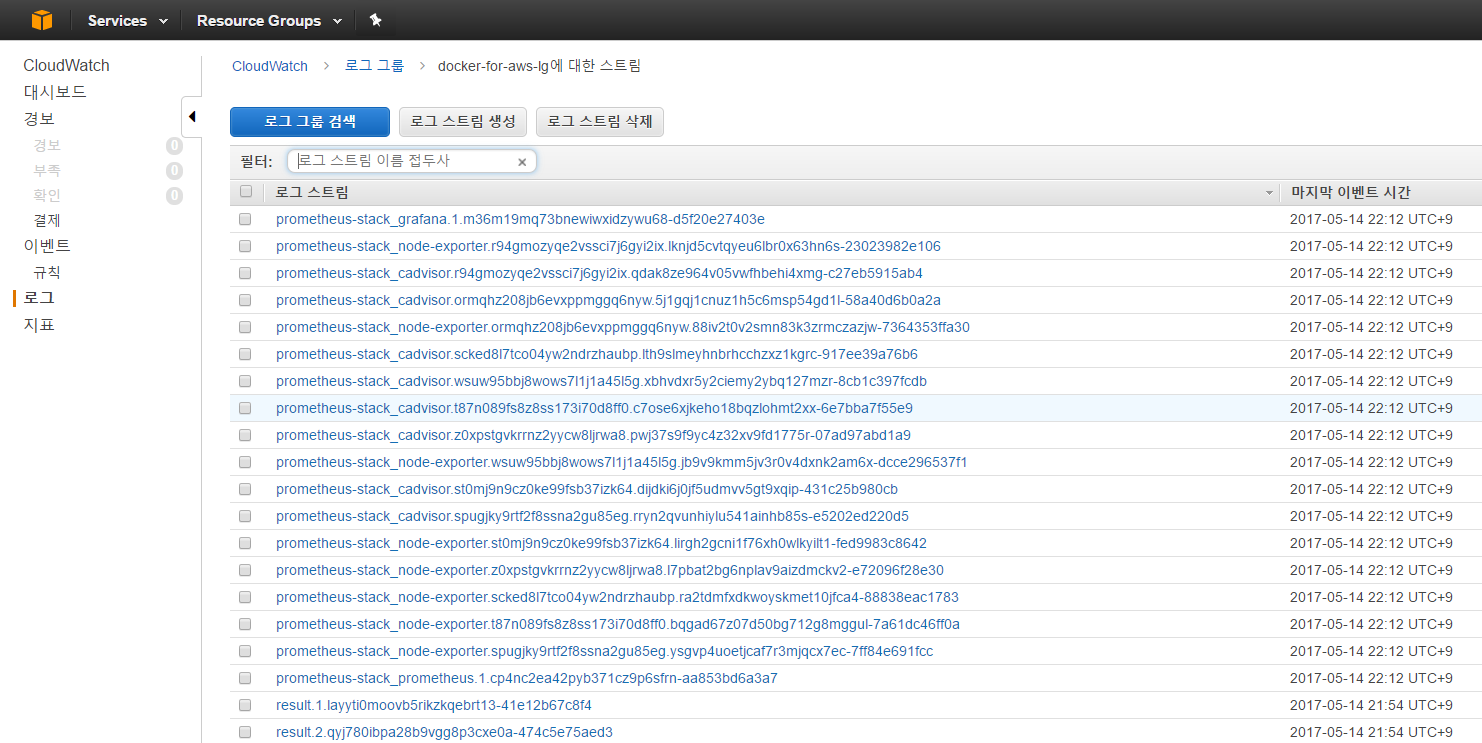 Services Resource Groups
CloudWatch
대시보드
경보
경보 0
부족 0
확인 0
결제
이벤트
규칙
로그
지표
CloudWatch > 로그 그룹 > docker-for-aws-lg에 대한 스트림
로그 그룹 검색 로그 스트림 생성 로그 스트림 삭제
필터: 로그 스트림 이름 접두사 ×
로그 스트림 마지막 이벤트 시간
prometheus-stack_grafana.1.m36m19mq73bnewiwxidzywu68-d5f20e27403e 2017-05-14 22:12 UTC+9
prometheus-stack_node-exporter.r94gmozyqe2vssci7j6gyi2ix.lknjd5cvtqyeu6lbr0x63hn6s-23023982e106 2017-05-14 22:12 UTC+9
prometheus-stack_cadvisor.r94gmozyqe2vssci7j6gyi2ix.qdak8ze964v05vwfhbehi4xmg-c27eb5915ab4 2017-05-14 22:12 UTC+9
prometheus-stack_cadvisor.ormqhz208jb6evxppmggq6nyw.5j1gqj1cnuz1h5c6msp54gd1l-58a40d6b0a2a 2017-05-14 22:12 UTC+9
prometheus-stack_node-exporter.ormqhz208jb6evxppmggq6nyw.88iv2t0v2smn83k3zrmczazjw-7364353ffa30 2017-05-14 22:12 UTC+9
prometheus-stack_cadvisor.scked8l7tco04yw2ndrzhaubp.lth9slmeyhnbrhcchzxz1kgrc-917ee39a76b6 2017-05-14 22:12 UTC+9
prometheus-stack_cadvisor.wsuw95bbj8wows7l1j1a45l5g.xbhvdxr5y2ciemy2ybq127mzr-8cb1c397fcdb 2017-05-14 22:12 UTC+9
prometheus-stack_cadvisor.t87n089fs8z8ss173i70d8ff0.c7ose6xjkeho18bqzlohmt2xx-6e7bba7f55e9 2017-05-14 22:12 UTC+9
prometheus-stack_cadvisor.z0xpstgvkrrnz2yycw8ljrwa8.pwj37s9f9yc4z32xv9fd1775r-07ad97abd1a9 2017-05-14 22:12 UTC+9
prometheus-stack_node-exporter.wsuw95bbj8wows7l1j1a45l5g.jb9v9kmm5jv3r0v4dxnk2am6x-dcce296537f1 2017-05-14 22:12 UTC+9
prometheus-stack_cadvisor.st0mj9n9cz0ke99fsb37izk64.dijdki6j0jf5udmvv5gt9xqip-431c25b980cb 2017-05-14 22:12 UTC+9
prometheus-stack_cadvisor.spugjky9rtf2f8ssna2gu85eg.rryn2qvunhiylu541ainhb85s-e5202ed220d5 2017-05-14 22:12 UTC+9
prometheus-stack_node-exporter.st0mj9n9cz0ke99fsb37izk64.lirgh2gcni1f76xh0wlkyilt1-fed9983c8642 2017-05-14 22:12 UTC+9
prometheus-stack_node-exporter.z0xpstgvkrrnz2yycw8ljrwa8.l7pbat2bg6nplav9aizdmckv2-e72096f28e30 2017-05-14 22:12 UTC+9
prometheus-stack_node-exporter.scked8l7tco04yw2ndrzhaubp.ra2tdmfxdkwoyskmet10jfca4-88838eac1783 2017-05-14 22:12 UTC+9
prometheus-stack_node-exporter.t87n089fs8z8ss173i70d8ff0.bqgad67z07d50bg712g8mggul-7a61dc46ff0a 2017-05-14 22:12 UTC+9
prometheus-stack_node-exporter.spugjky9rtf2f8ssna2gu85eg.ysgvp4uoetjcaf7r3mjqcx7ec-7ff84e691fcc 2017-05-14 22:12 UTC+9
prometheus-stack_prometheus.1.cp4nc2ea42pyb371cz9p6sfrn-aa853bd6a3a7 2017-05-14 22:12 UTC+9
result.1.layyti0moovb5rikzkqebrt13-41e12b67c8f4 2017-05-14 21:54 UTC+9
result.2.qyj780ibpa28b9vgg8p3cxe0a-474c5e75aed3 2017-05-14 21:54 UTC+9